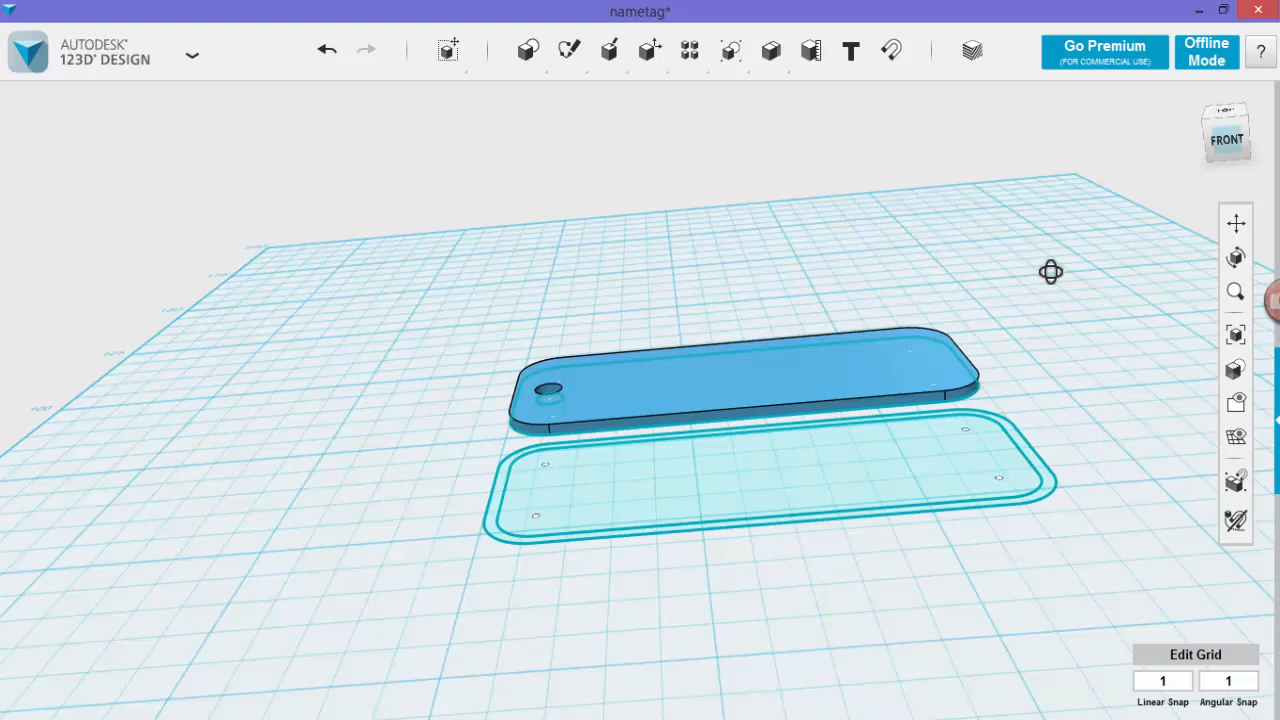 nametag*
AUTODESK®
123D® DESIGN
Go Premium
(FOR COMMERCIAL USE)
Offline
Mode
?
FRONT
Edit Grid
1
1
Linear Snap
Angular Snap